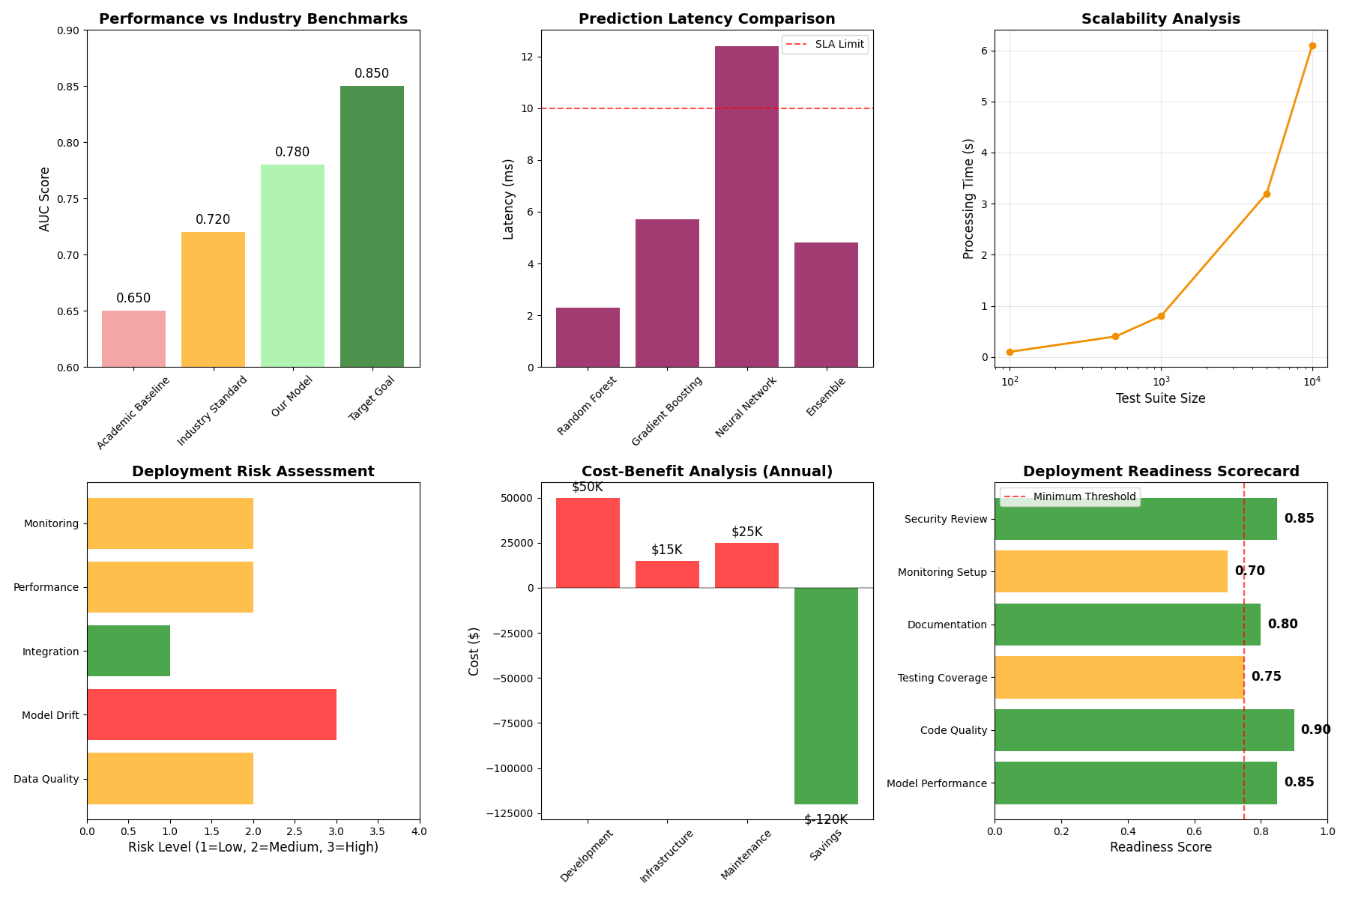 Performance vs Industry Benchmarks
0.90
0.85
0.80
0.75
0.70
0.65
0.60
AUC Score
0.650
0.720
0.780
0.850
Academic Baseline
Industry Standard
Our Model
Target Goal
Prediction Latency Comparison
SLA Limit
12
10
8
6
4
2
0
Latency (ms)
Random Forest
Gradient Boosting
Neural Network
Ensemble
Scalability Analysis
6
5
4
3
2
1
0
Processing Time (s)
10²
10³
10⁴
Test Suite Size
Deployment Risk Assessment
Monitoring
Performance
Integration
Model Drift
Data Quality
0.0
0.5
1.0
1.5
2.0
2.5
3.0
3.5
4.0
Risk Level (1=Low, 2=Medium, 3=High)
Cost-Benefit Analysis (Annual)
50000
25000
0
−25000
−50000
−75000
−100000
−125000
Cost ($)
$50K
$15K
$25K
$-120K
Development
Infrastructure
Maintenance
Savings
Deployment Readiness Scorecard
Minimum Threshold
Security Review
0.85
Monitoring Setup
0.70
Documentation
0.80
Testing Coverage
0.75
Code Quality
0.90
Model Performance
0.85
0.0
0.2
0.4
0.6
0.8
1.0
Readiness Score